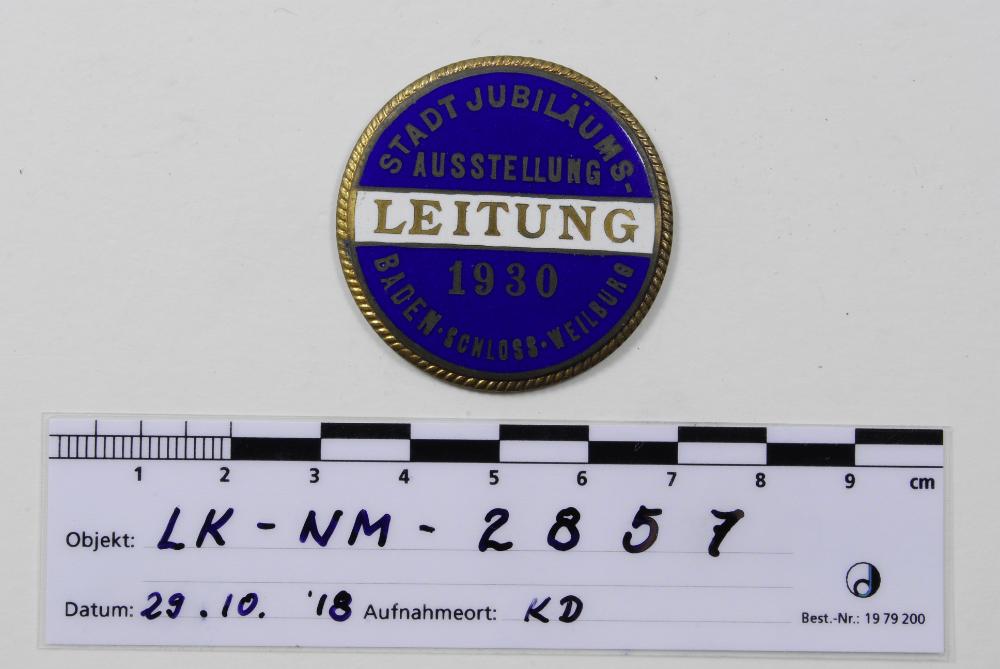 STADT JUBILÄUMS-
AUSSTELLUNG
LEITUNG
1930
BADEN·SCHLOSS·WEILBURG
1 2 3 4 5 6 7 8 9 cm
Objekt: LK-NM-2857
Datum: 29.10.'18 Aufnahmeort: KD
Best.-Nr.: 19 79 200